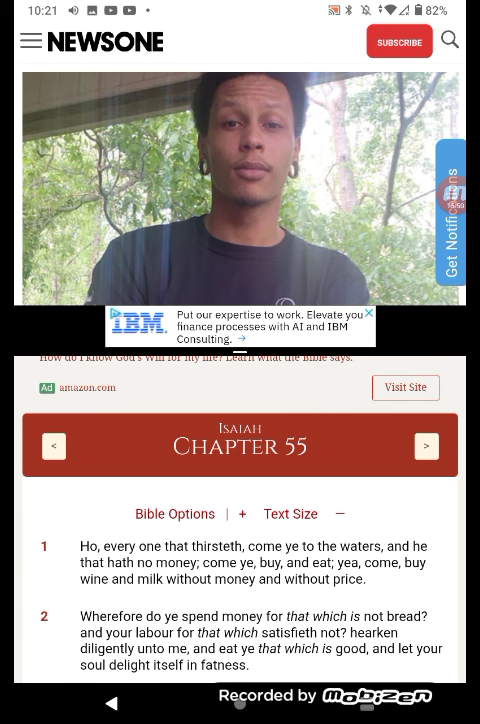 10:21
82%
NEWSONE
SUBSCRIBE
Get Notific ns
15:50
IBM.
Put our expertise to work. Elevate you
finance processes with AI and IBM
Consulting. →
How do I know God's Will for my life? Learn what the Bible says.
Ad amazon.com
Visit Site
ISAIAH
< CHAPTER 55 >
Bible Options | + Text Size —
1 Ho, every one that thirsteth, come ye to the waters, and he
that hath no money; come ye, buy, and eat; yea, come, buy
wine and milk without money and without price.
2 Wherefore do ye spend money for that which is not bread?
and your labour for that which satisfieth not? hearken
diligently unto me, and eat ye that which is good, and let your
soul delight itself in fatness.
Recorded by mobizen